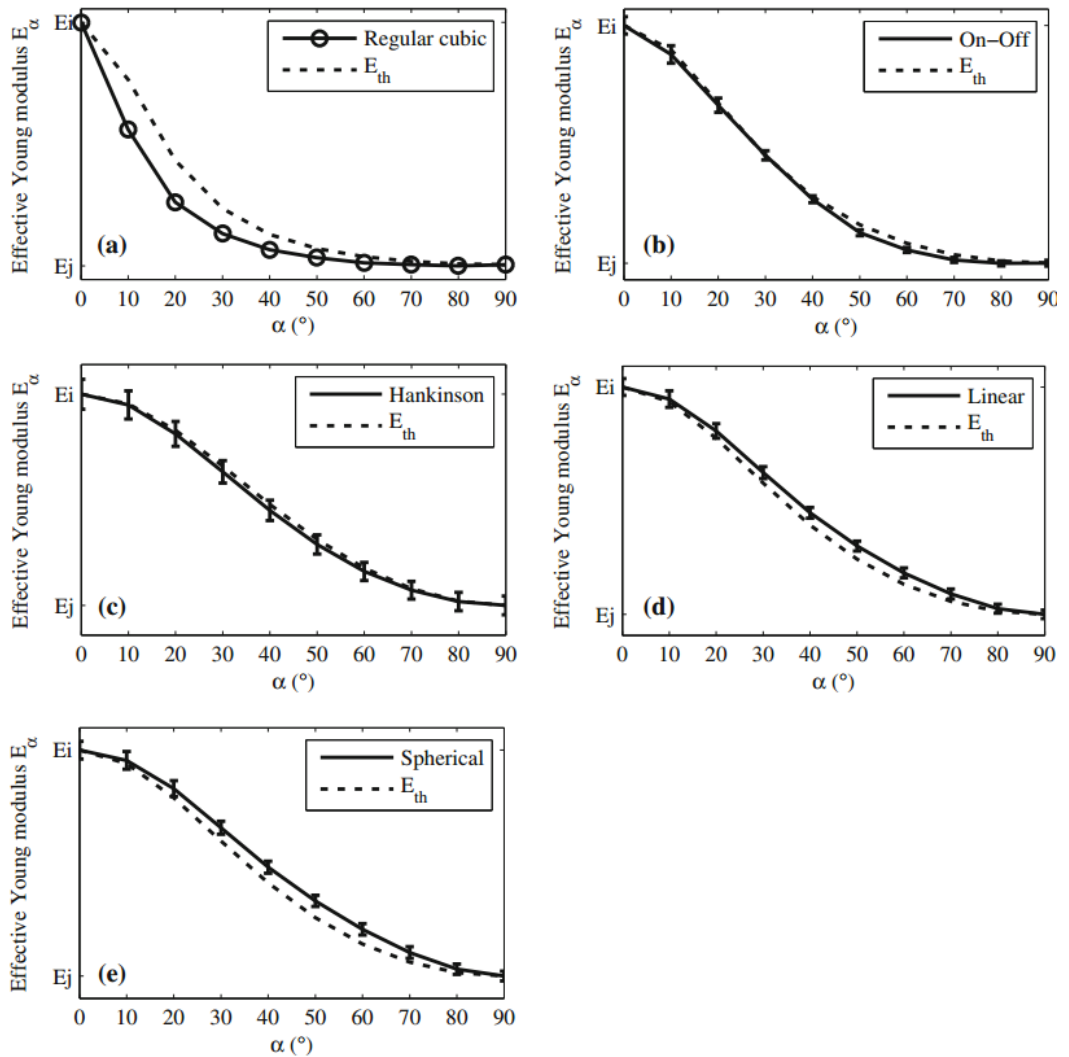 Effective Young modulus E_α
Ei
Ej
Regular cubic
E_th
(a)
0 10 20 30 40 50 60 70 80 90
α (°)
Effective Young modulus E_α
Ei
Ej
On−Off
E_th
(b)
0 10 20 30 40 50 60 70 80 90
α (°)
Effective Young modulus E_α
Ei
Ej
Hankinson
E_th
(c)
0 10 20 30 40 50 60 70 80 90
α (°)
Effective Young modulus E_α
Ei
Ej
Linear
E_th
(d)
0 10 20 30 40 50 60 70 80 90
α (°)
Effective Young modulus E_α
Ei
Ej
Spherical
E_th
(e)
0 10 20 30 40 50 60 70 80 90
α (°)